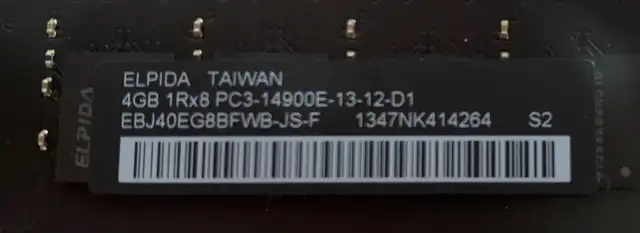 ELPIDA TAIWAN
4GB 1Rx8 PC3-14900E-13-12-D1
EBJ40EG8BFWB-JS-F 1347NK414264 S2
ELPIDA